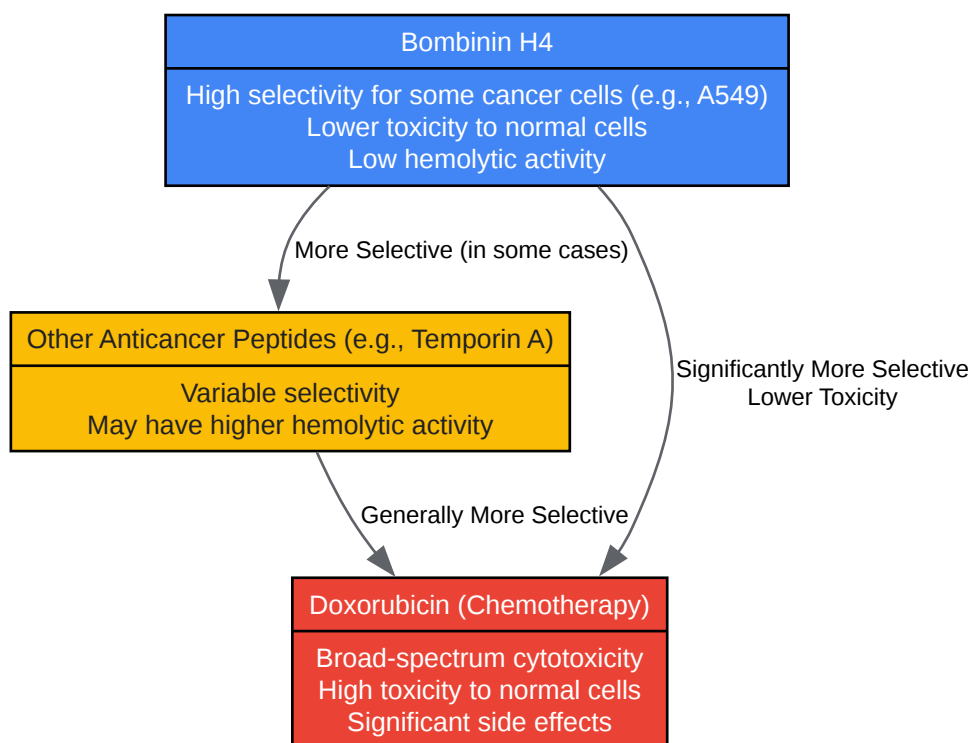 Bombinin H4
High selectivity for some cancer cells (e.g., A549)
Lower toxicity to normal cells
Low hemolytic activity
More Selective (in some cases)
Other Anticancer Peptides (e.g., Temporin A)
Variable selectivity
May have higher hemolytic activity
Significantly More Selective
Lower Toxicity
Generally More Selective
Doxorubicin (Chemotherapy)
Broad-spectrum cytotoxicity
High toxicity to normal cells
Significant side effects